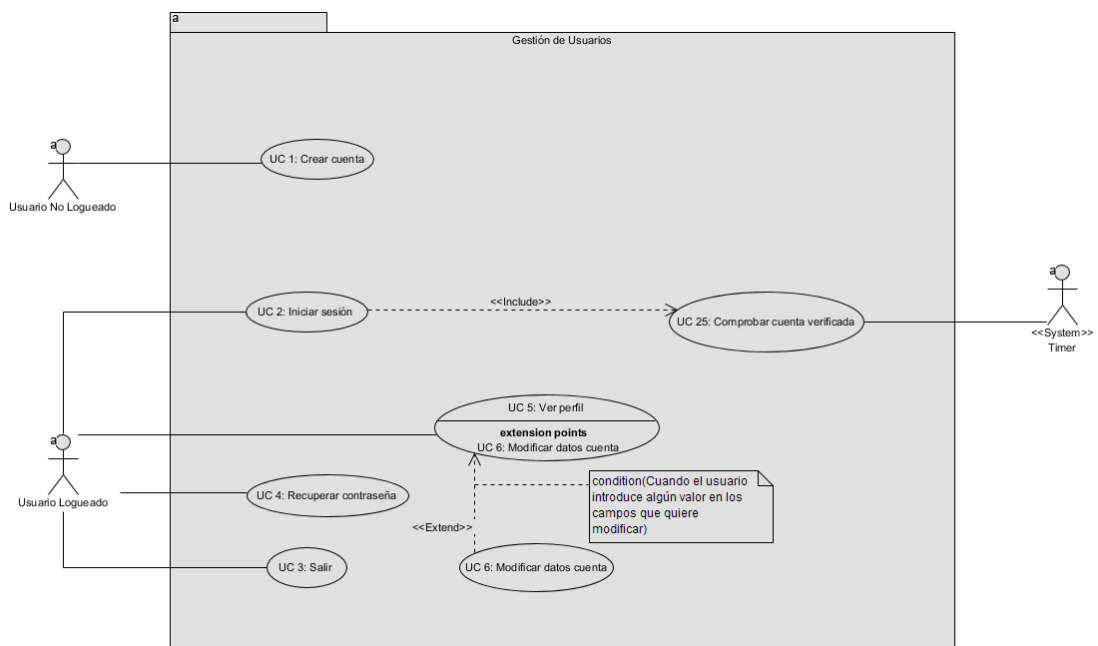 a
Gestión de Usuarios
a
UC 1: Crear cuenta
Usuario No Logueado
a
UC 2: Iniciar sesión
<<Include>>
UC 25: Comprobar cuenta verificada
<<System>>
Timer
UC 5: Ver perfil
extension points
UC 6: Modificar datos cuenta
a
Usuario Logueado
UC 4: Recuperar contraseña
condition(Cuando el usuario
introduce algún valor en los
campos que quiere
modificar)
<<Extend>>
UC 3: Salir
UC 6: Modificar datos cuenta